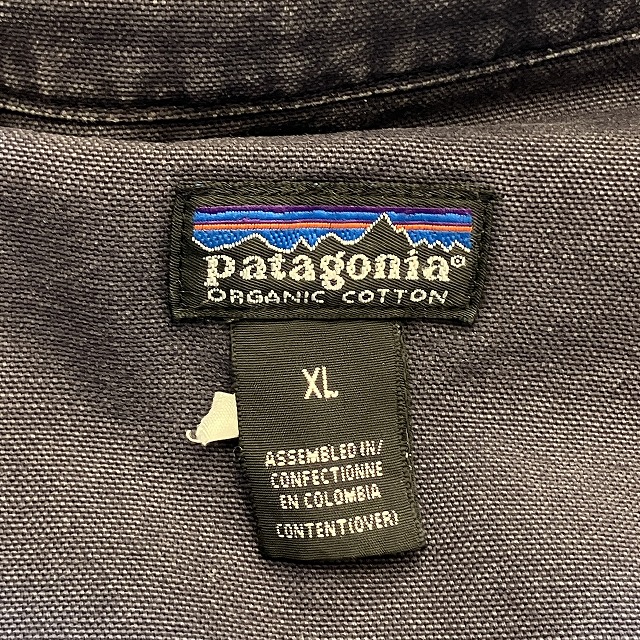 patagonia®
ORGANIC COTTON
XL
ASSEMBLED IN/
CONFECTIONNE
EN COLOMBIA
CONTENT(OVER)